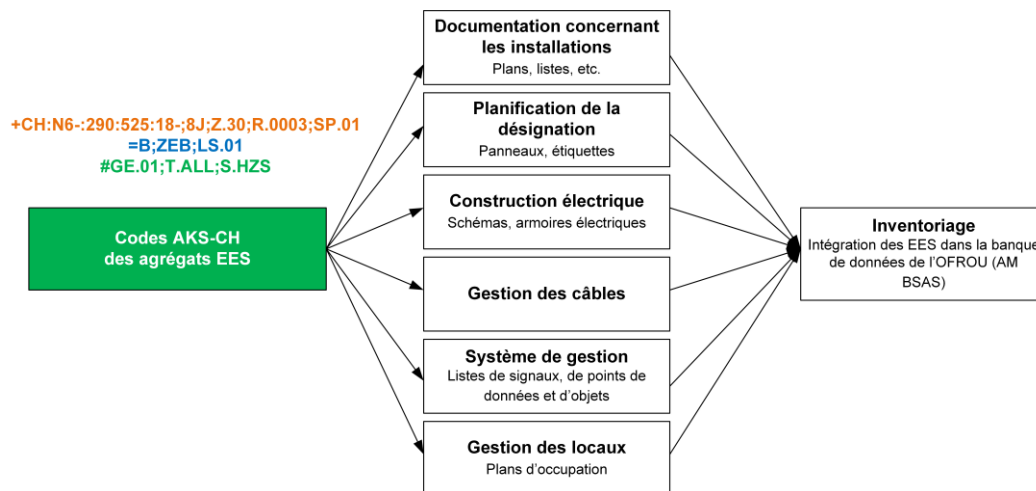 Documentation concernant
les installations
Plans, listes, etc.
+CH:N6-:290:525:18-;8J;Z.30;R.0003;SP.01
=B;ZEB;LS.01
#GE.01;T.ALL;S.HZS
Planification de la
désignation
Panneaux, étiquettes
Codes AKS-CH
des agrégats EES
Construction électrique
Schémas, armoires électriques
Gestion des câbles
Système de gestion
Listes de signaux, de points de
données et d'objets
Gestion des locaux
Plans d'occupation
Inventoriage
Intégration des EES dans la banque
de données de l'OFROU (AM
BSAS)